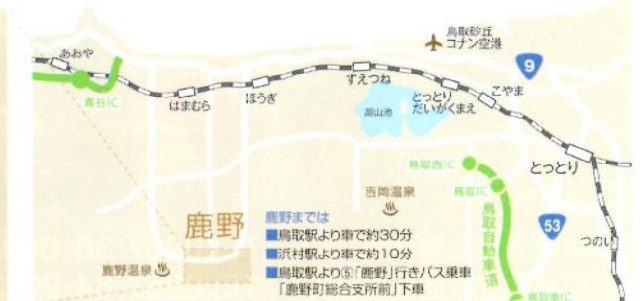 鳥取砂丘
コナン空港
9
あおや
青谷IC
はまむら
ほうぎ
すえつね
とっとり
だいがくまえ
こやま
湖山池
とっとり
鳥取西IC
鳥取IC
吉岡温泉
鳥取自動車道
53
つのい
鹿野
鹿野温泉
鹿野までは
■鳥取駅より車で約30分
■浜村駅より車で約10分
■鳥取駅より⑤「鹿野」行きバス乗車
「鹿野町総合支所前」下車
鳥取南IC